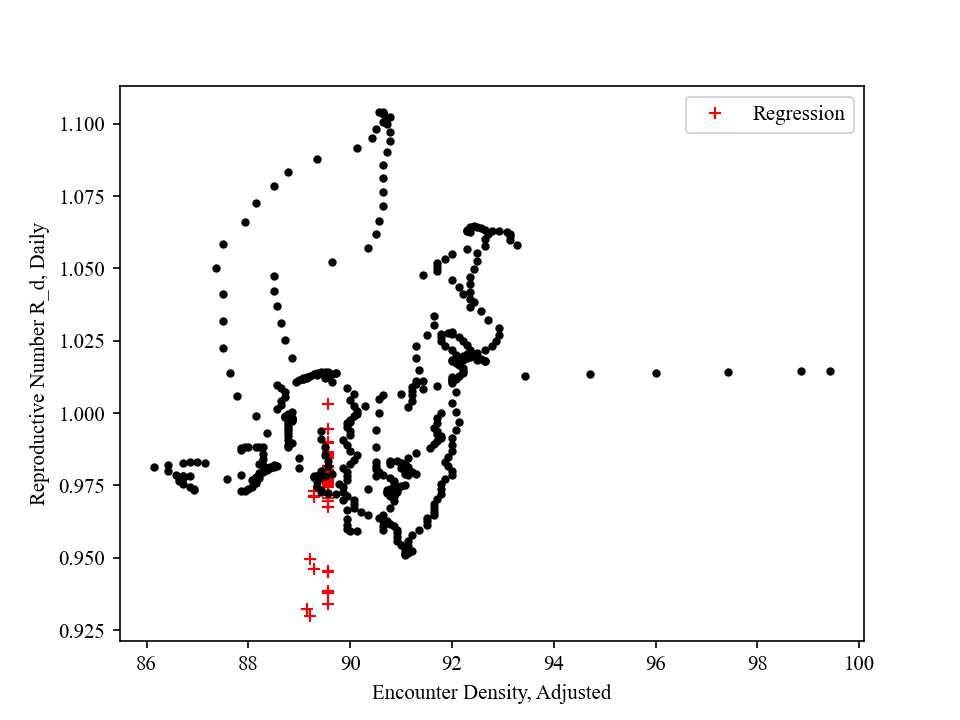 Regression
1.100
1.075
1.050
1.025
1.000
0.975
0.950
0.925
Reproductive Number R_d, Daily
86 88 90 92 94 96 98 100
Encounter Density, Adjusted